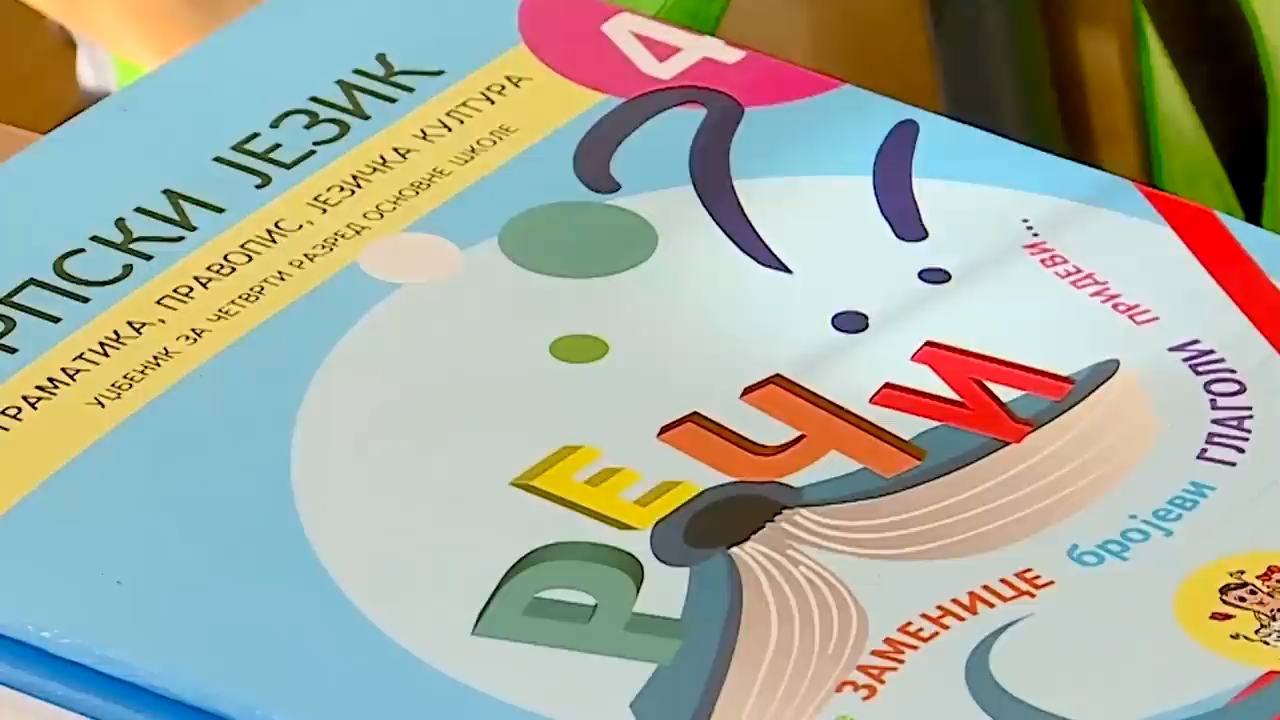 РПСКИ ЈЕЗИК
ГРАМАТИКА, ПРАВОПИС, ЈЕЗИЧКА КУЛТУРА
УЏБЕНИК ЗА ЧЕТВРТИ РАЗРЕД ОСНОВНЕ ШКОЛЕ
4
РЕЧИ
ЗАМЕНИЦЕ
бројеви
ГЛАГОЛИ
ПРИДЕВИ...